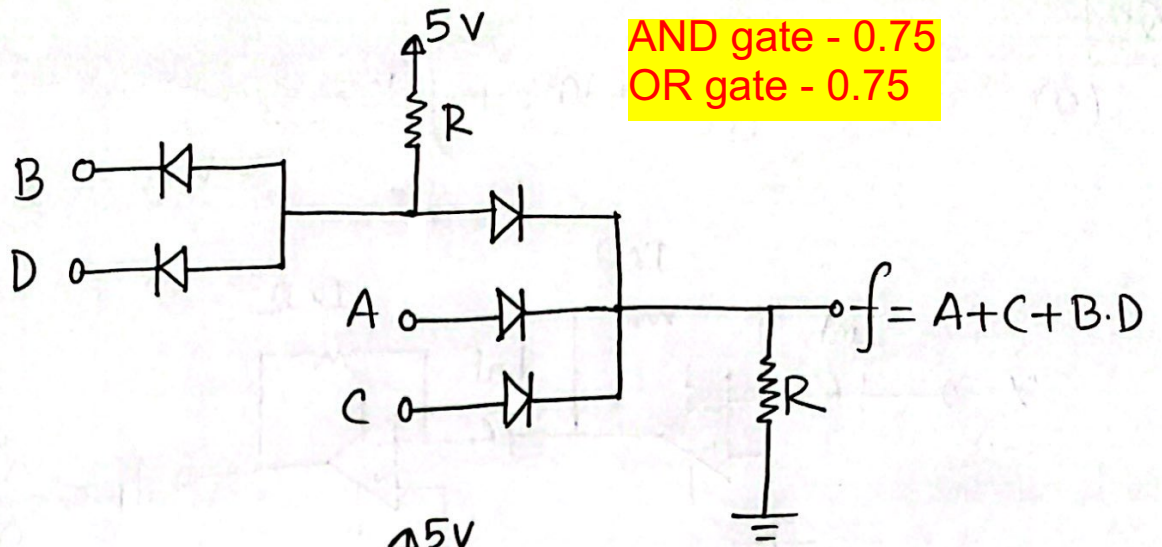 5V
AND gate - 0.75
OR gate - 0.75
R
B
D
A
f = A+C+B·D
C
R
5V